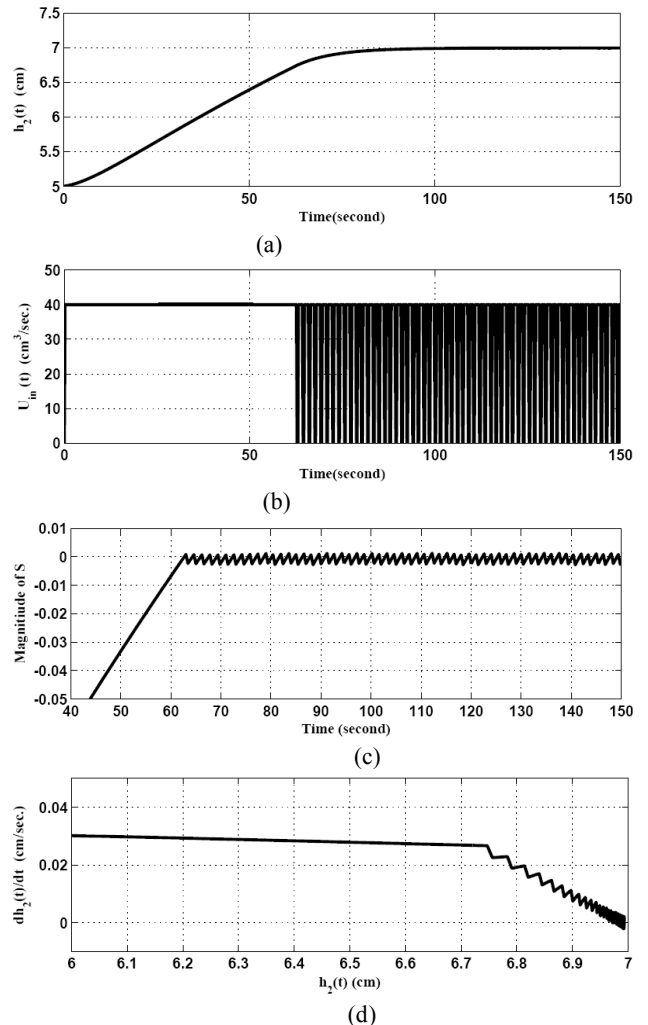 7.5
7
6.5
6
5.5
5
h₂(t) (cm)
0 50 100 150
Time(second)
(a)
50
40
30
20
10
0
U_in (t) (cm³/sec.)
0 50 100 150
Time(second)
(b)
0.01
0
-0.01
-0.02
-0.03
-0.04
-0.05
Magnitiude of S
40 50 60 70 80 90 100 110 120 130 140 150
Time (second)
(c)
0.04
0.02
0
dh₂(t)/dt (cm/sec.)
6 6.1 6.2 6.3 6.4 6.5 6.6 6.7 6.8 6.9 7
h₂(t) (cm)
(d)